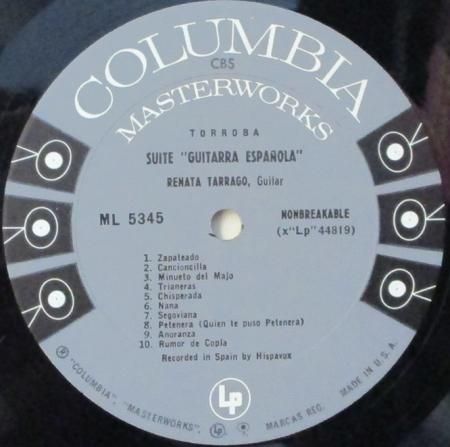 COLUMBIA
CBS
MASTERWORKS
TORROBA
SUITE "GUITARRA ESPAÑOLA"
RENATA TARRAGO, Guitar
ML 5345
NONBREAKABLE
(x"Lp"44819)
1. Zapateado
2. Cancioncilla
3. Minueto del Majo
4. Trianeras
5. Chisperada
6. Nana
7. Segoviana
8. Petenera (Quien te puso Petenera)
9. Anoranza
10. Rumor de Copla
Recorded in Spain by Hispavox
Lp
® "COLUMBIA", "MASTERWORKS", Lp, MARCAS REG. MADE IN U.S.A.